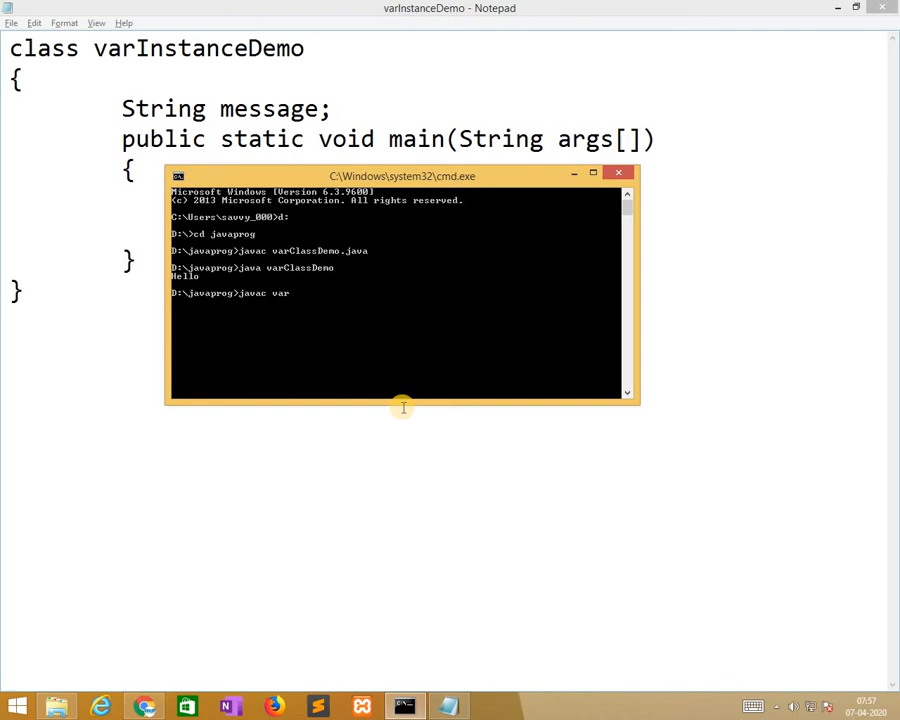 varInstanceDemo - Notepad
File Edit Format View Help
class varInstanceDemo
{
String message;
public static void main(String args[])
{
C:\Windows\system32\cmd.exe
Microsoft Windows [Version 6.3.9600]
(c) 2013 Microsoft Corporation. All rights reserved.
C:\Users\savvy_000>d:
D:\>cd javaprog
D:\javaprog>javac varClassDemo.java
D:\javaprog>java varClassDemo
Hello
D:\javaprog>javac var
}
}
07:57
07-04-2020